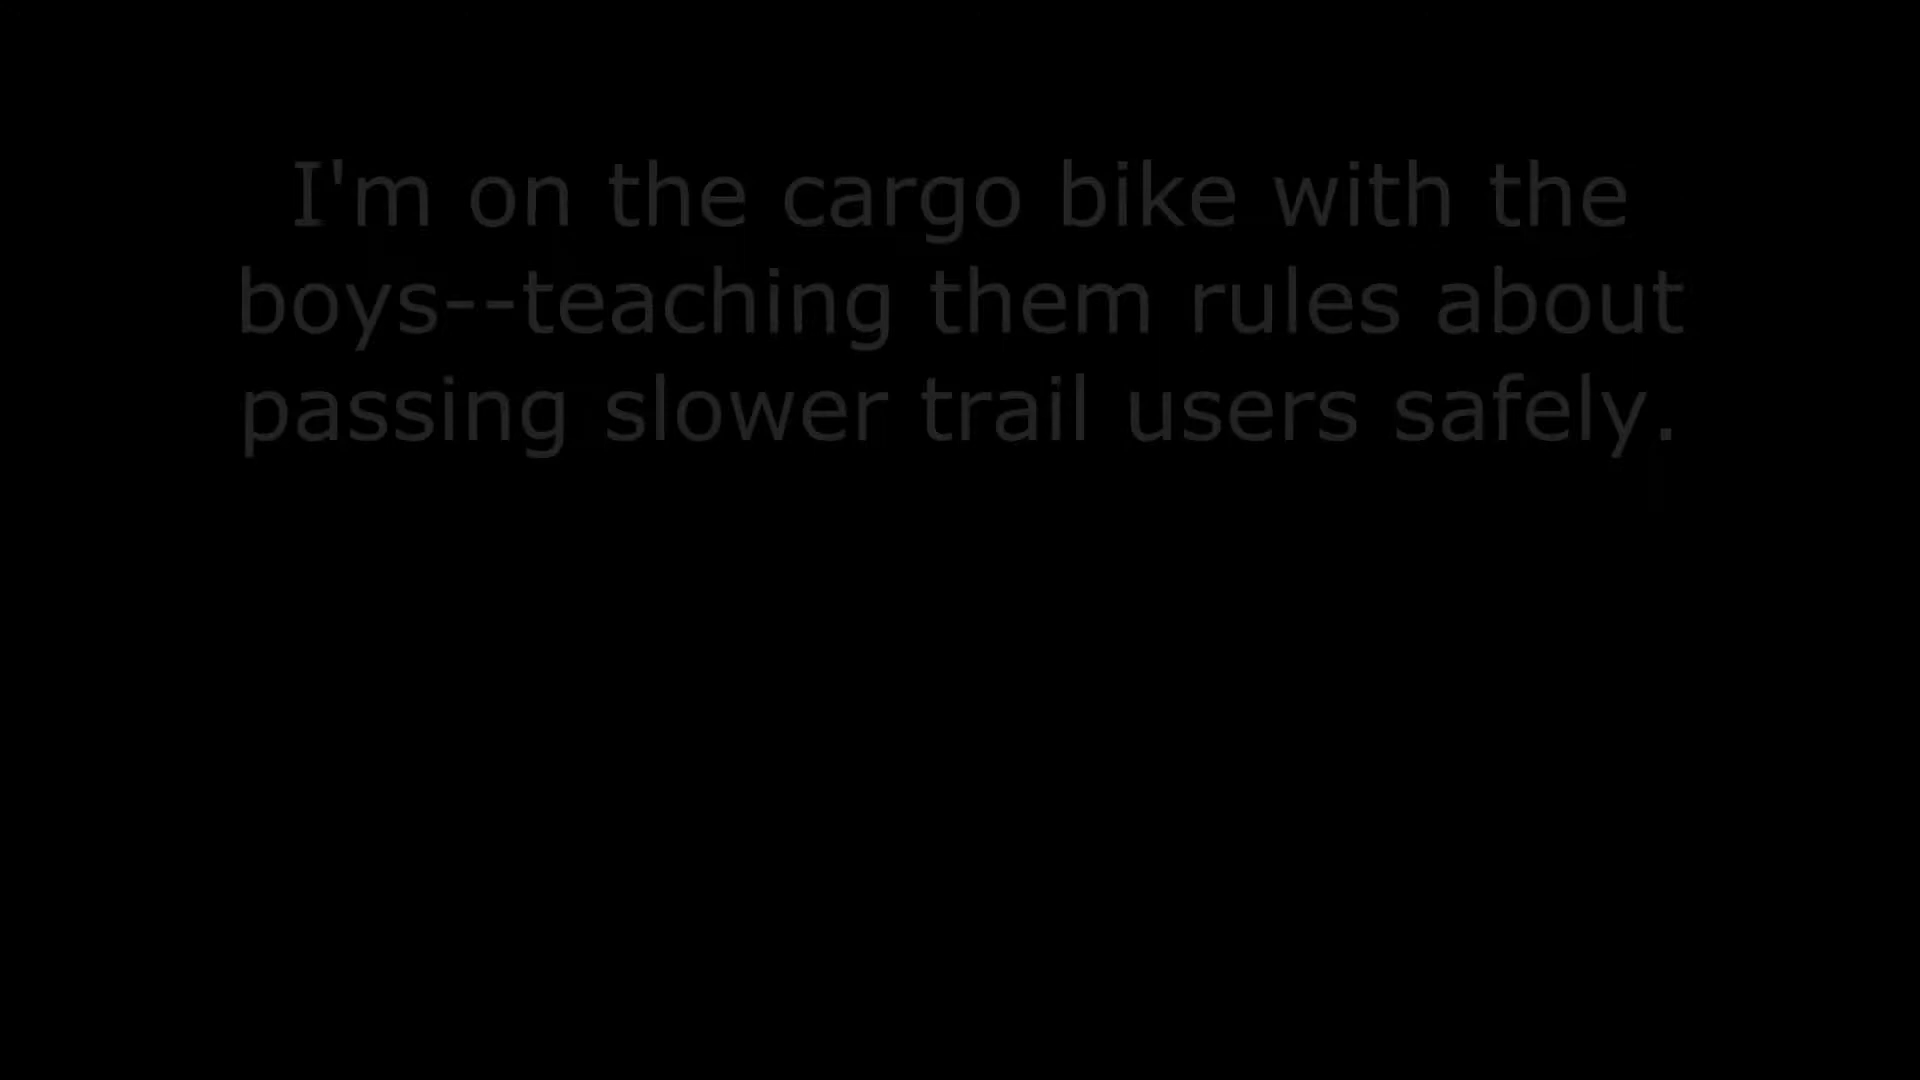 I'm on the cargo bike with the
boys--teaching them rules about
passing slower trail users safely.